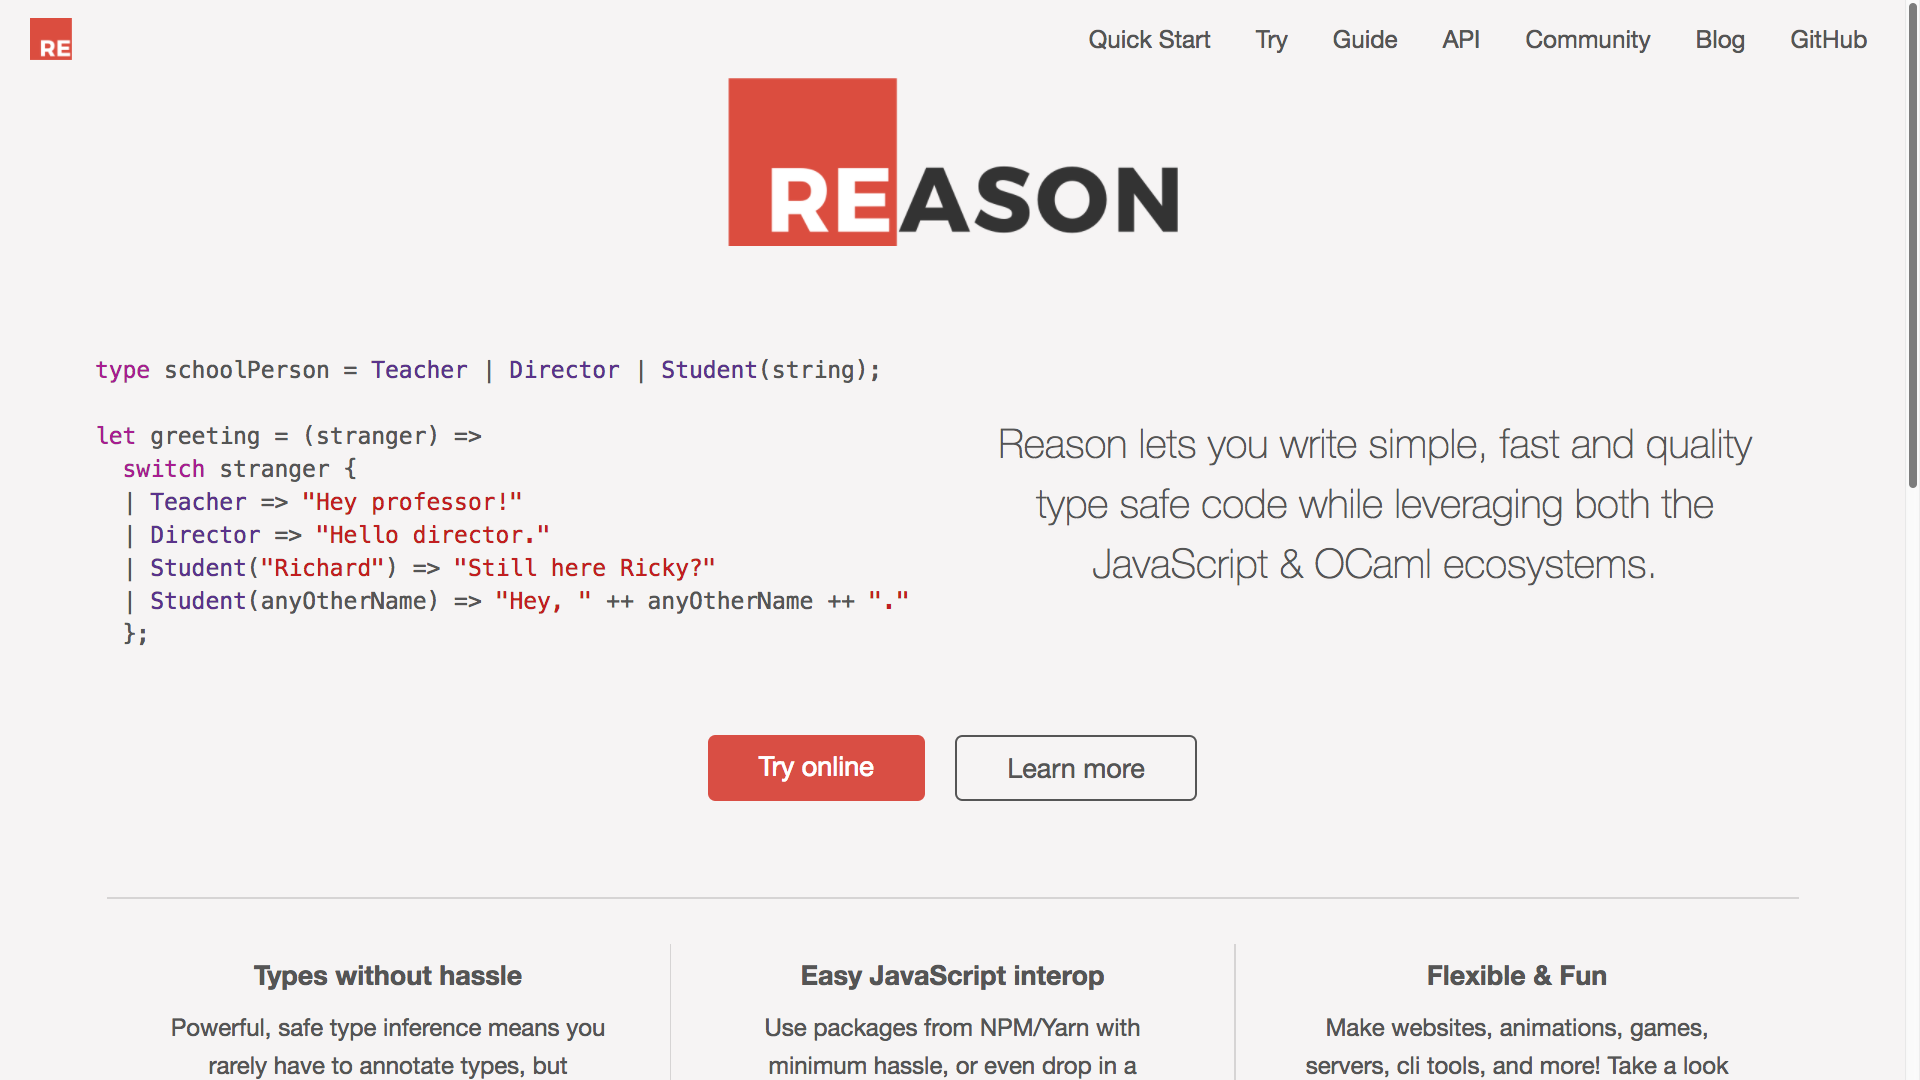 RE
Quick Start Try Guide API Community Blog GitHub
REASON
type schoolPerson = Teacher | Director | Student(string);
let greeting = (stranger) =>
switch stranger {
| Teacher => "Hey professor!"
| Director => "Hello director."
| Student("Richard") => "Still here Ricky?"
| Student(anyOtherName) => "Hey, " ++ anyOtherName ++ "."
};
Reason lets you write simple, fast and quality
type safe code while leveraging both the
JavaScript & OCaml ecosystems.
Try online
Learn more
Types without hassle
Powerful, safe type inference means you
rarely have to annotate types, but
Easy JavaScript interop
Use packages from NPM/Yarn with
minimum hassle, or even drop in a
Flexible & Fun
Make websites, animations, games,
servers, cli tools, and more! Take a look